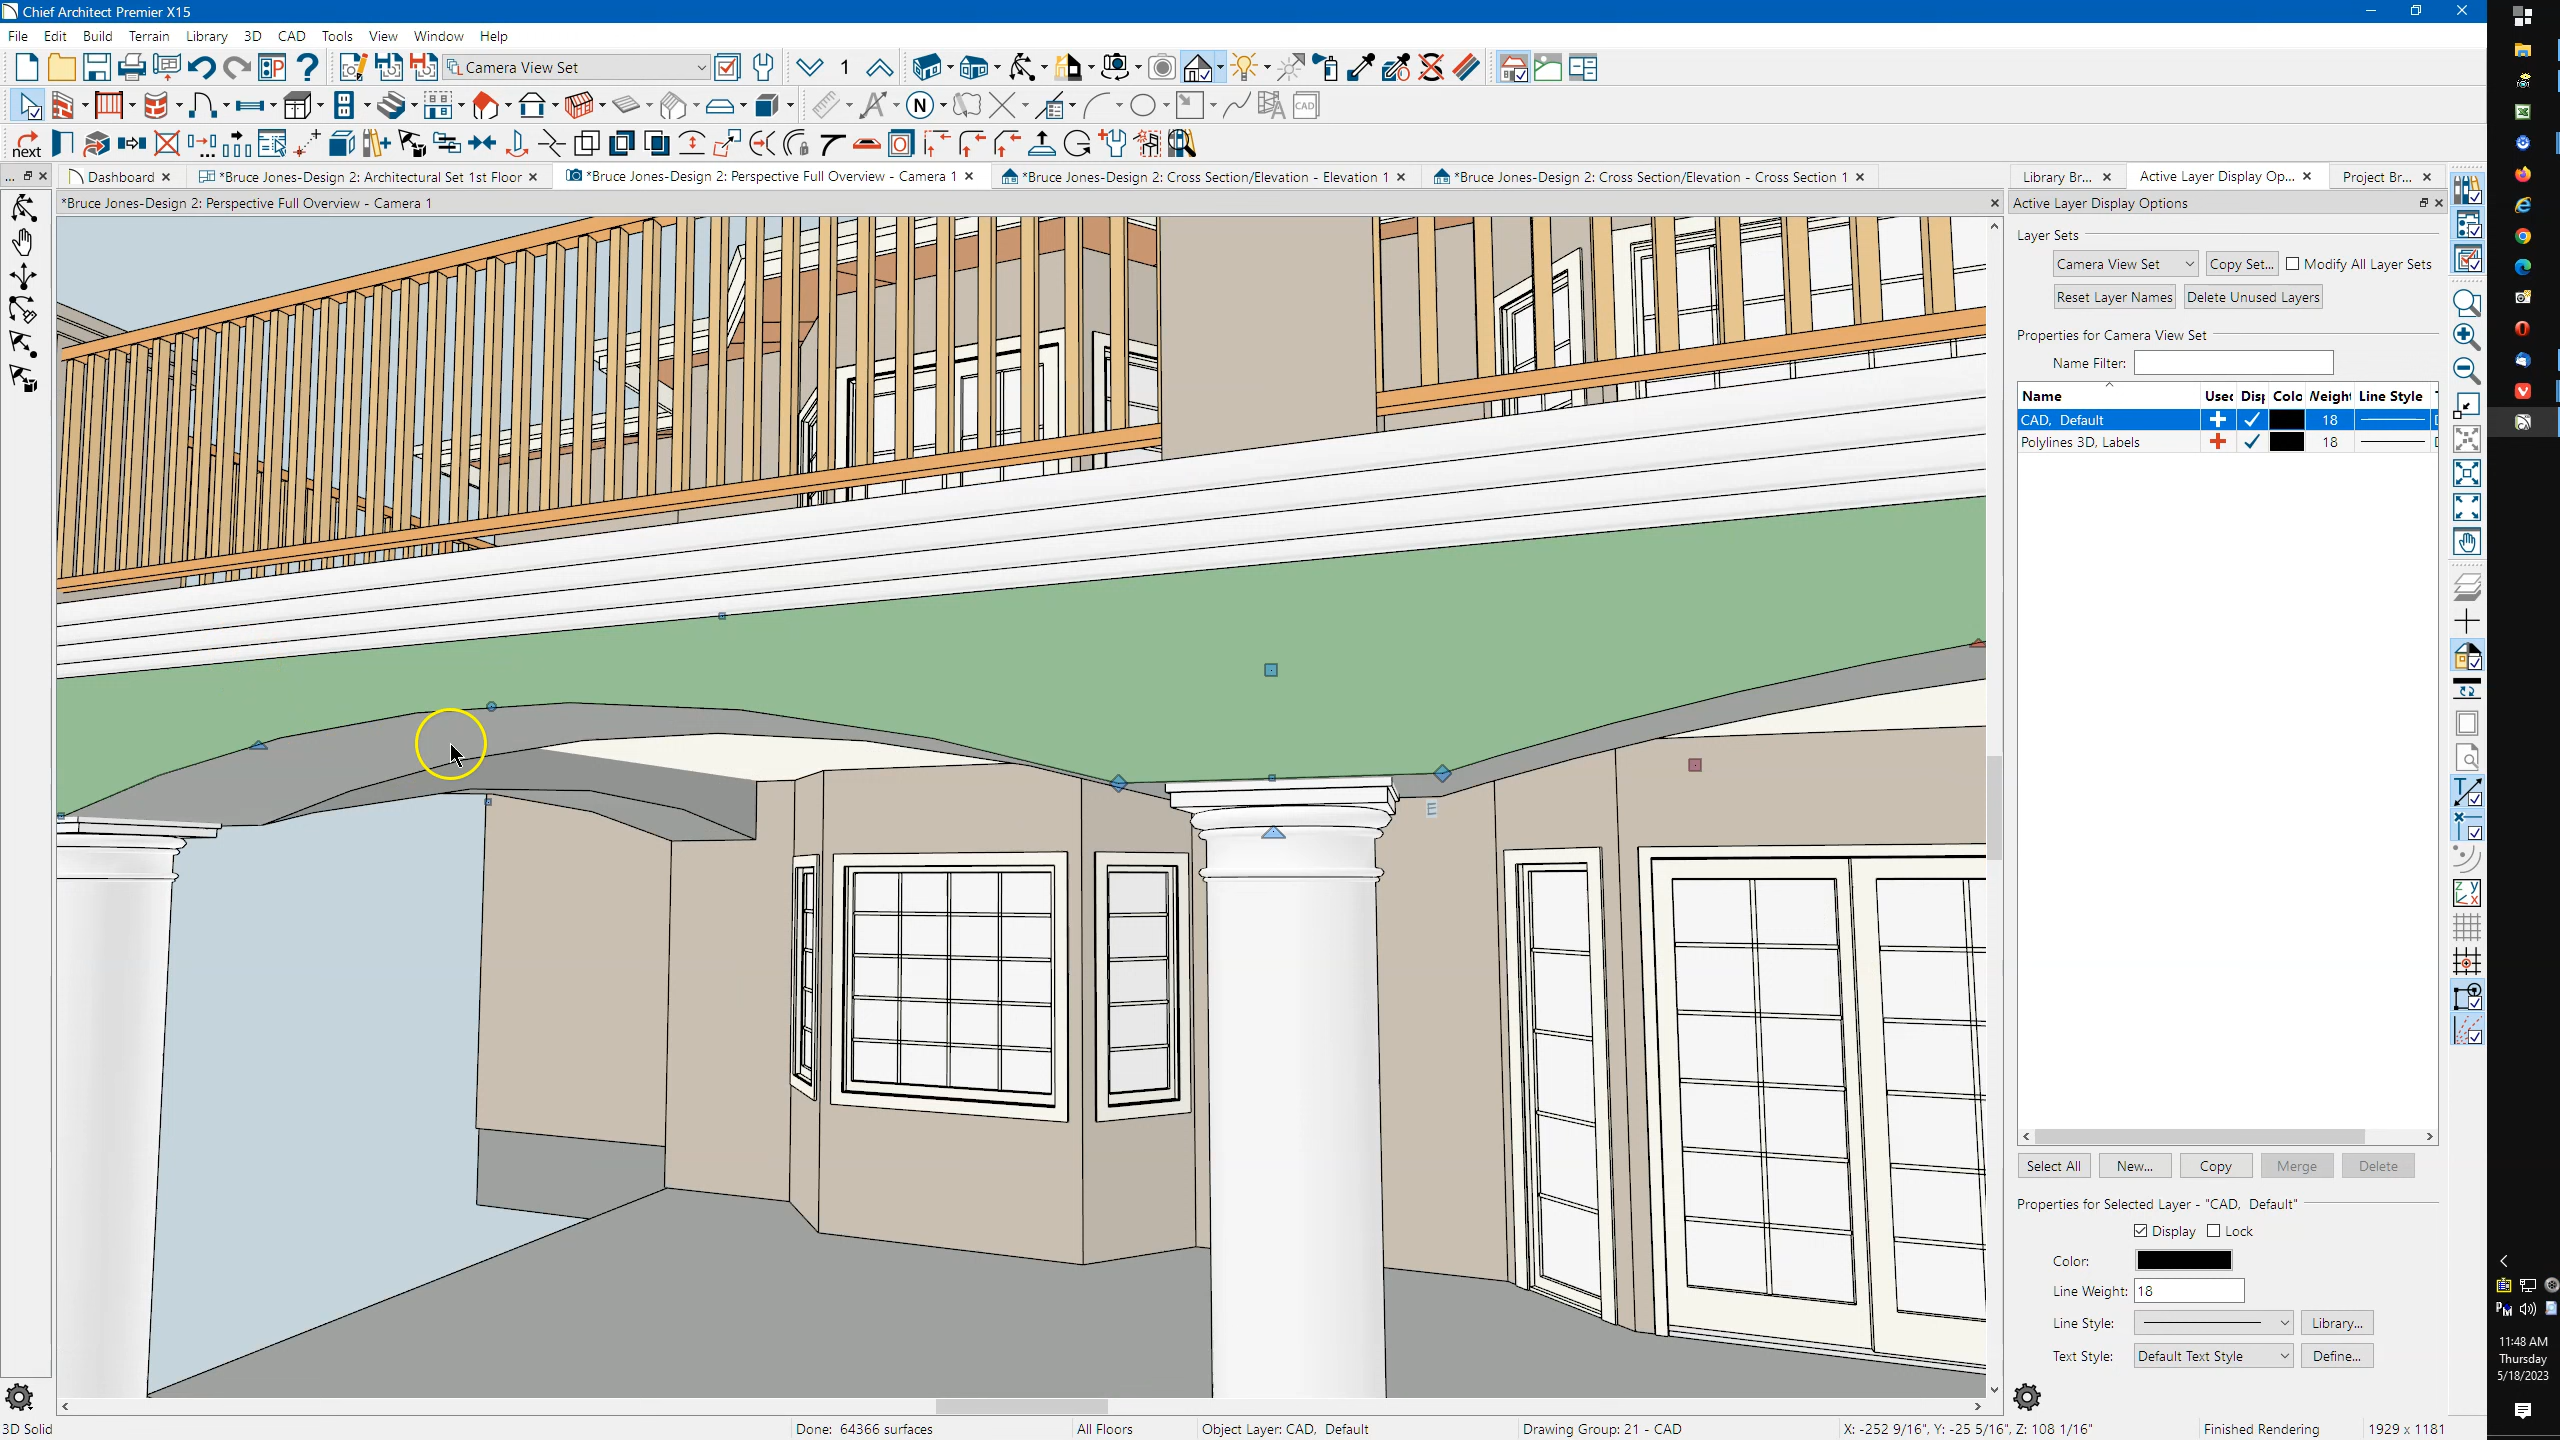 Chief Architect Premier X15
File Edit Build Terrain Library 3D CAD Tools View Window Help
Camera View Set
1
N
CAD
next
Dashboard
*Bruce Jones-Design 2: Architectural Set 1st Floor
*Bruce Jones-Design 2: Perspective Full Overview - Camera 1
*Bruce Jones-Design 2: Cross Section/Elevation - Elevation 1
*Bruce Jones-Design 2: Cross Section/Elevation - Cross Section 1
Library Br...
Active Layer Display Op...
Project Br...
*Bruce Jones-Design 2: Perspective Full Overview - Camera 1
Active Layer Display Options
Layer Sets
Camera View Set
Copy Set...
Modify All Layer Sets
Reset Layer Names
Delete Unused Layers
Properties for Camera View Set
Name Filter:
Name Line Style
CAD, Default 18
Polylines 3D, Labels 18
E
Select All
New...
Copy
Merge
Delete
Properties for Selected Layer - "CAD, Default"
Display
Lock
Color:
Line Weight: 18
Line Style:
Library...
Text Style: Default Text Style
Define...
11:48 AM
Thursday
5/18/2023
3D Solid
Done: 64366 surfaces
All Floors
Object Layer: CAD, Default
Drawing Group: 21 - CAD
X: -252 9/16", Y: -25 5/16", Z: 108 1/16"
Finished Rendering
1929 x 1181